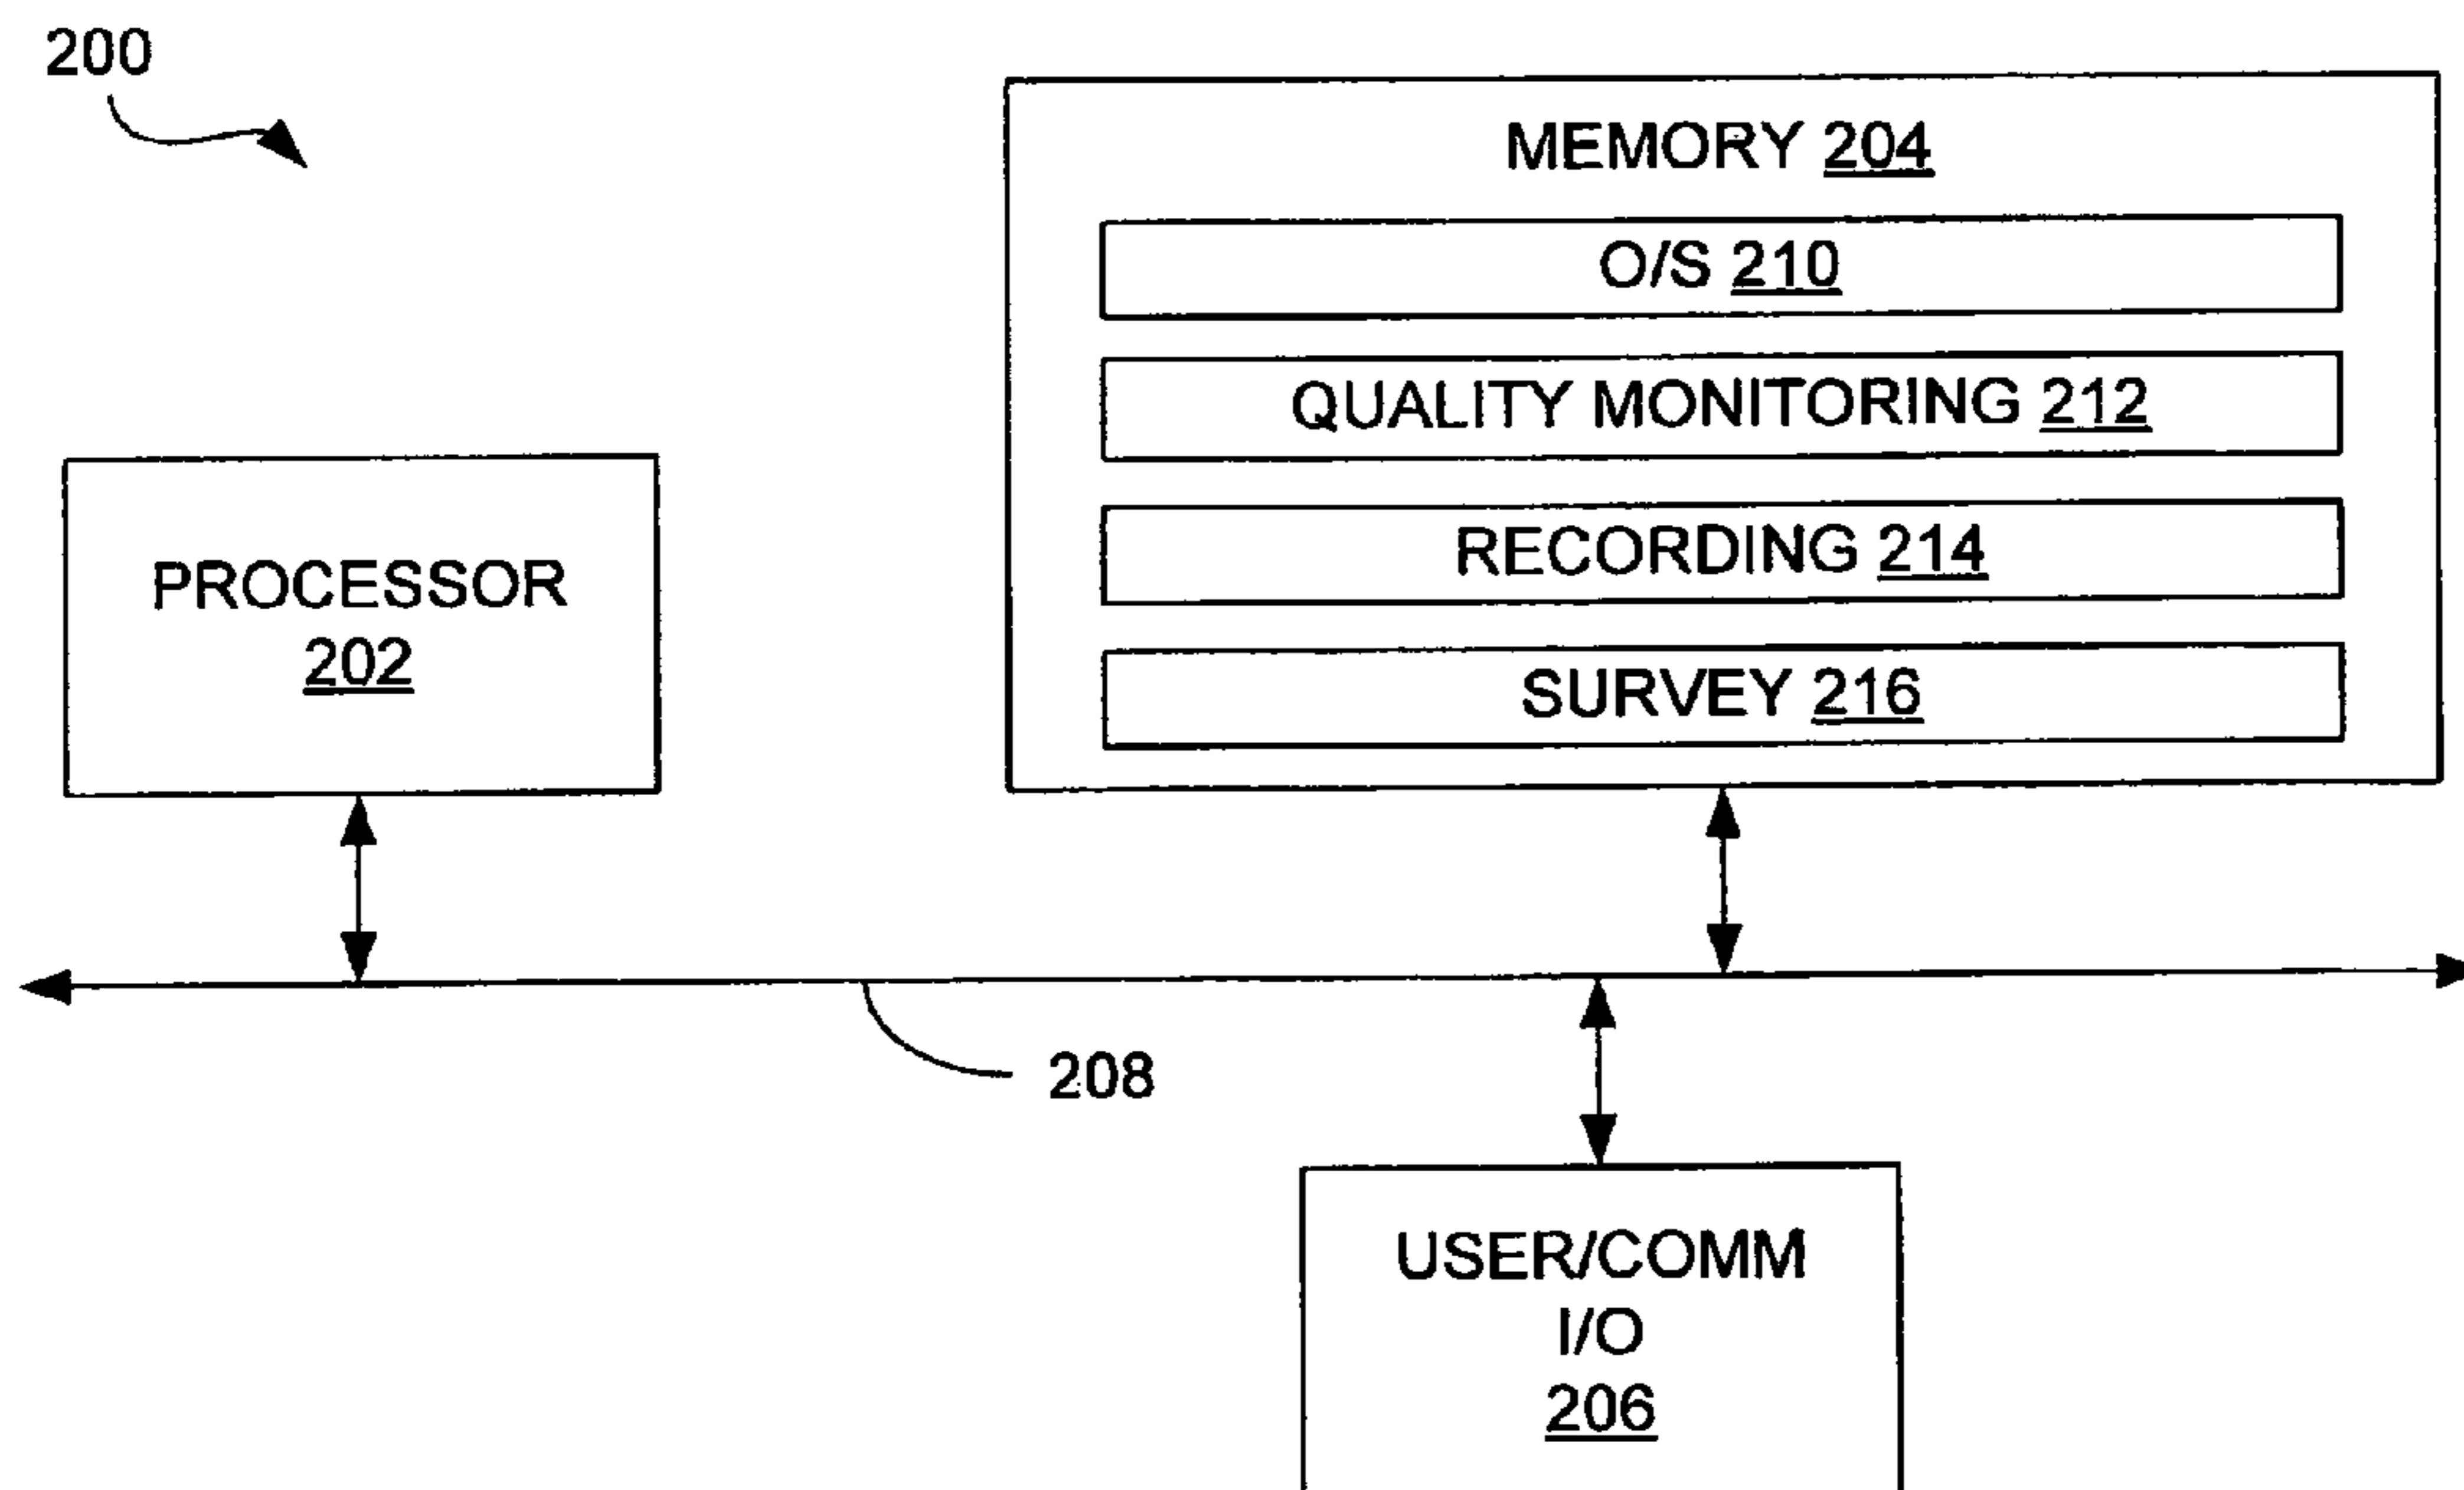 200
MEMORY 204
O/S 210
QUALITY MONITORING 212
RECORDING 214
SURVEY 216
PROCESSOR
202
208
USER/COMM
I/O
206